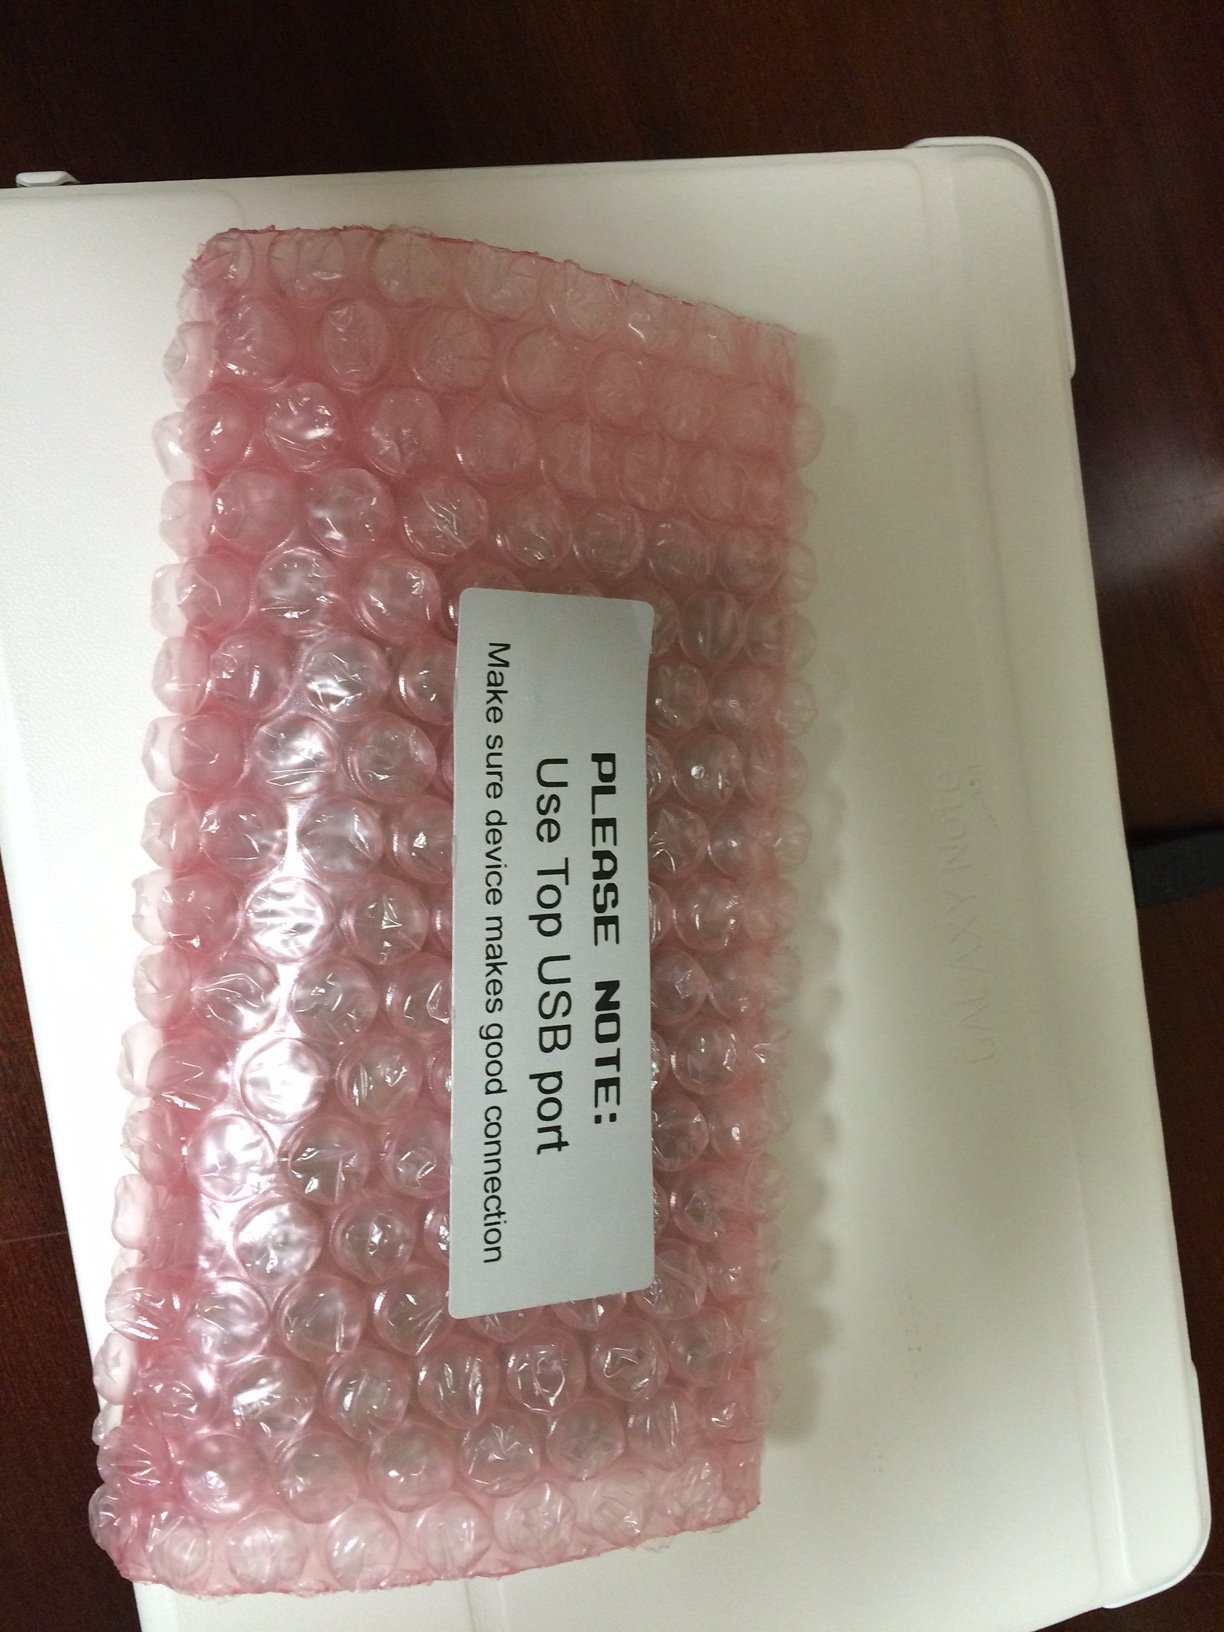 PLEASE NOTE:
Use Top USB port
Make sure device makes good connection